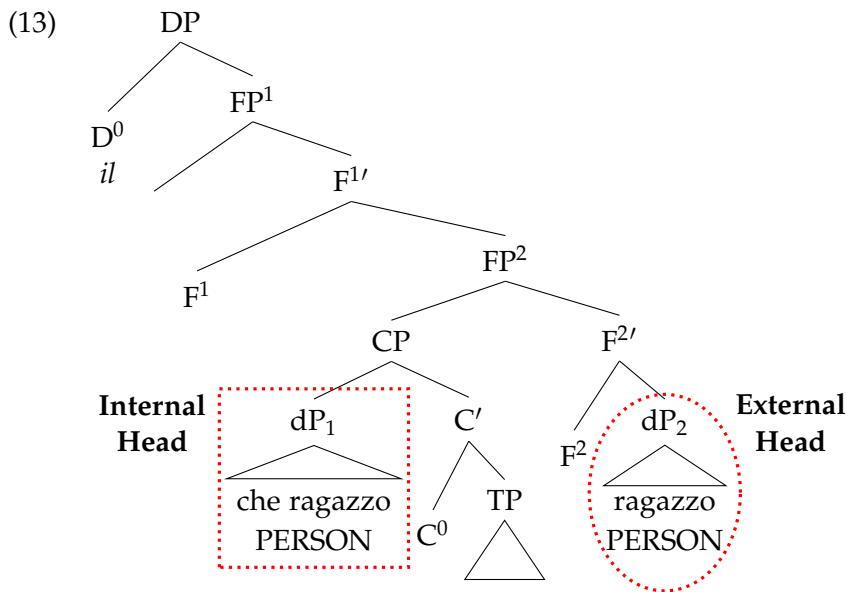 (13)
DP
D⁰
il
FP¹
F¹′
F¹
FP²
CP
F²′
Internal
Head
dP₁
che ragazzo
PERSON
C′
C⁰
TP
F²
dP₂
ragazzo
PERSON
External
Head